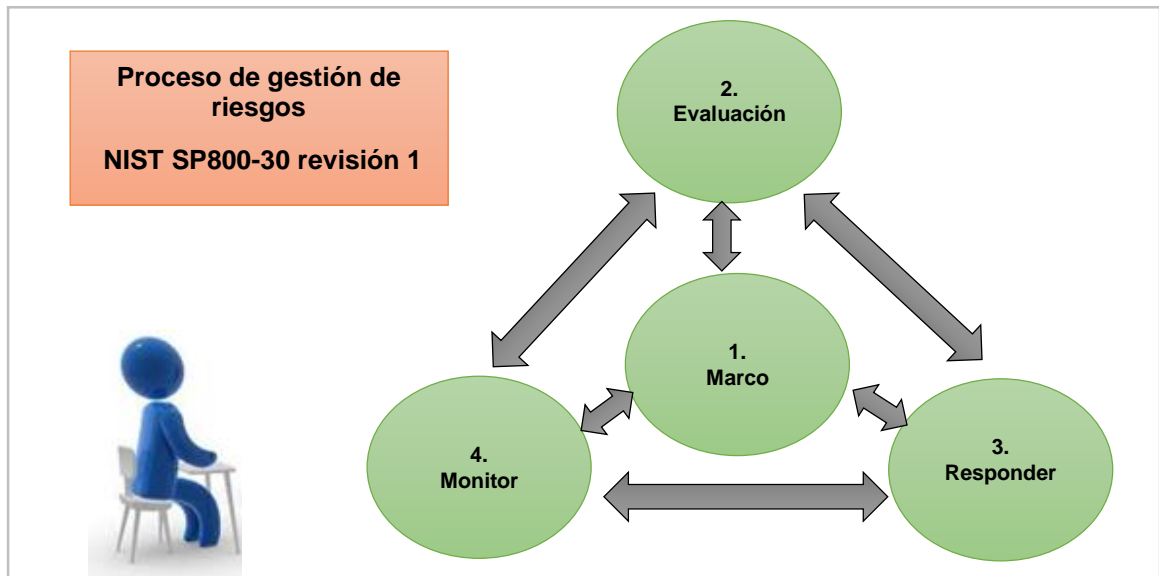 Proceso de gestión de
riesgos
NIST SP800-30 revisión 1
2.
Evaluación
1.
Marco
4.
Monitor
3.
Responder